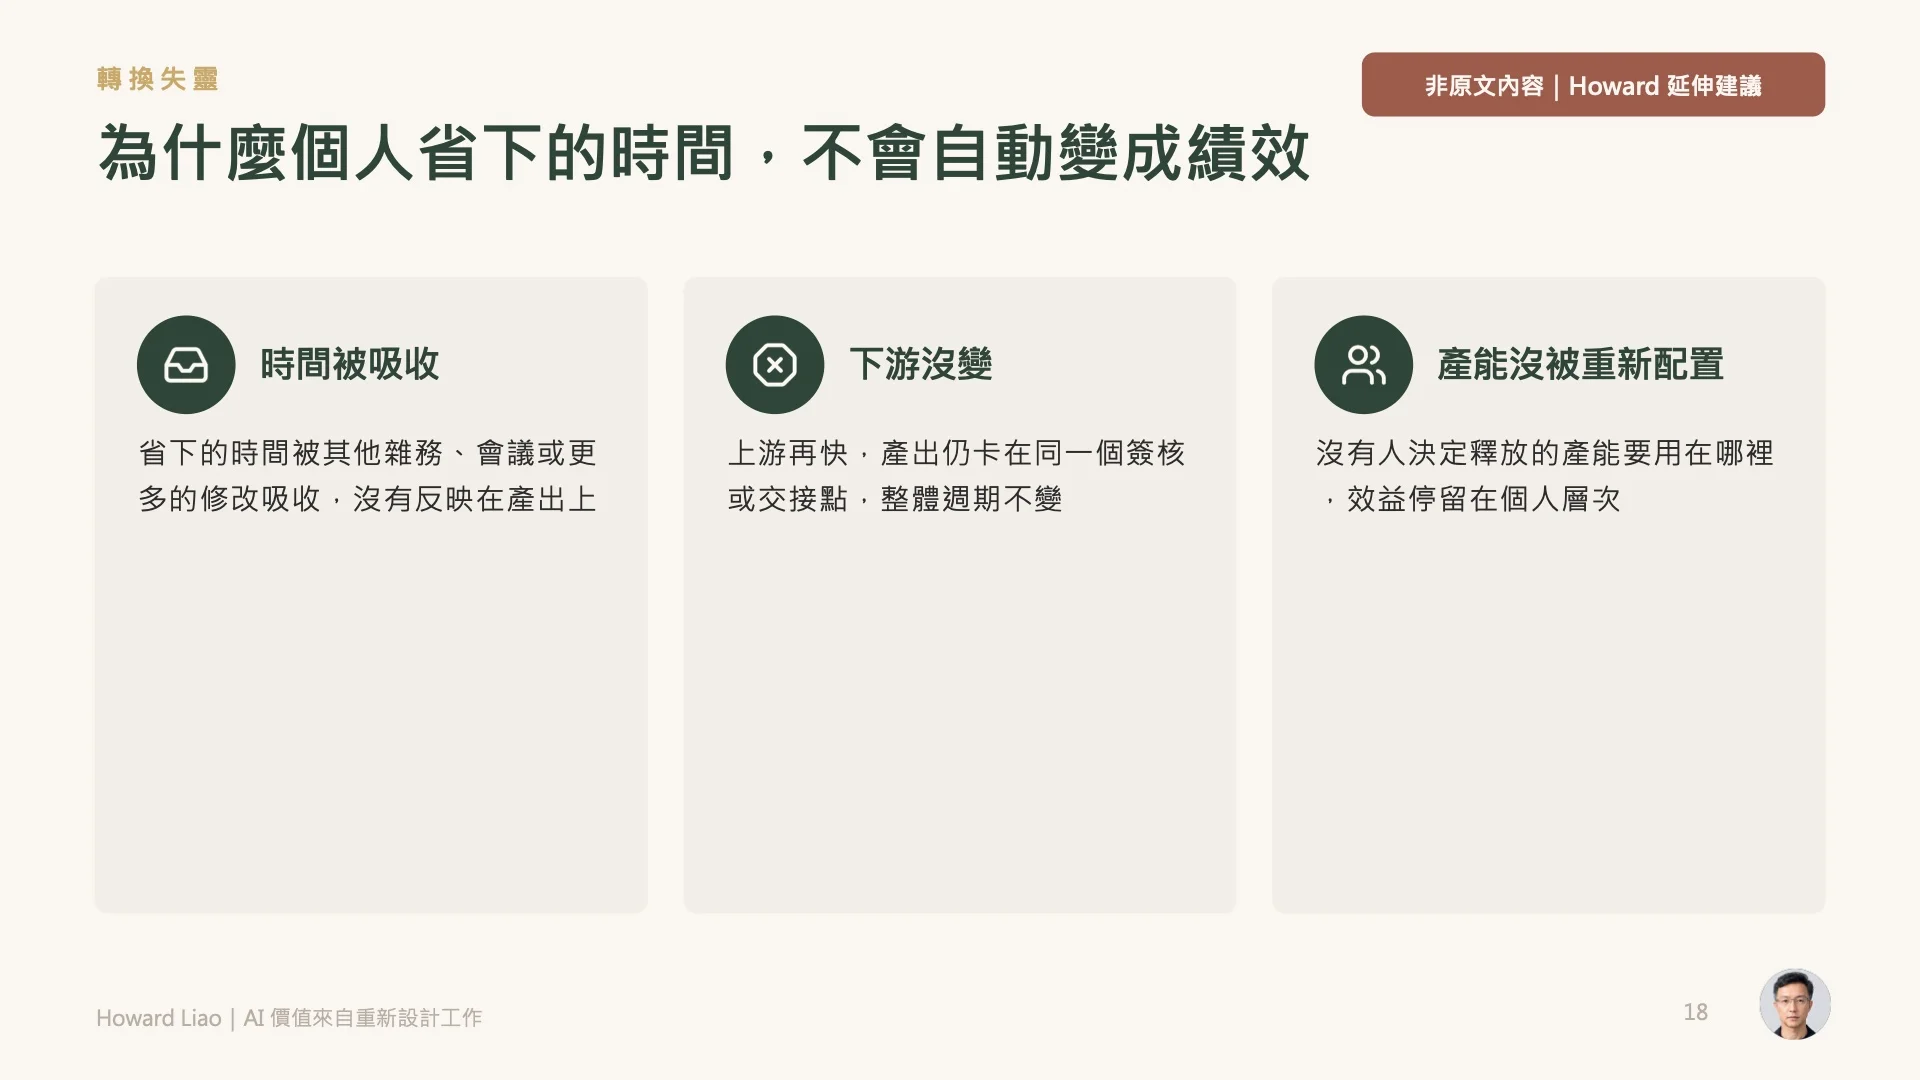 轉換失靈
非原文內容｜Howard 延伸建議
為什麼個人省下的時間，不會自動變成績效
時間被吸收
省下的時間被其他雜務、會議或更
多的修改吸收，沒有反映在產出上
下游沒變
上游再快，產出仍卡在同一個簽核
或交接點，整體週期不變
產能沒被重新配置
沒有人決定釋放的產能要用在哪裡
，效益停留在個人層次
Howard Liao｜AI 價值來自重新設計工作
18